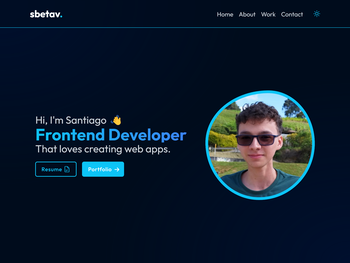 sbetav.
Home About Work Contact
Hi, I'm Santiago 👋
Frontend Developer
That loves creating web apps.
Resume
Portfolio →